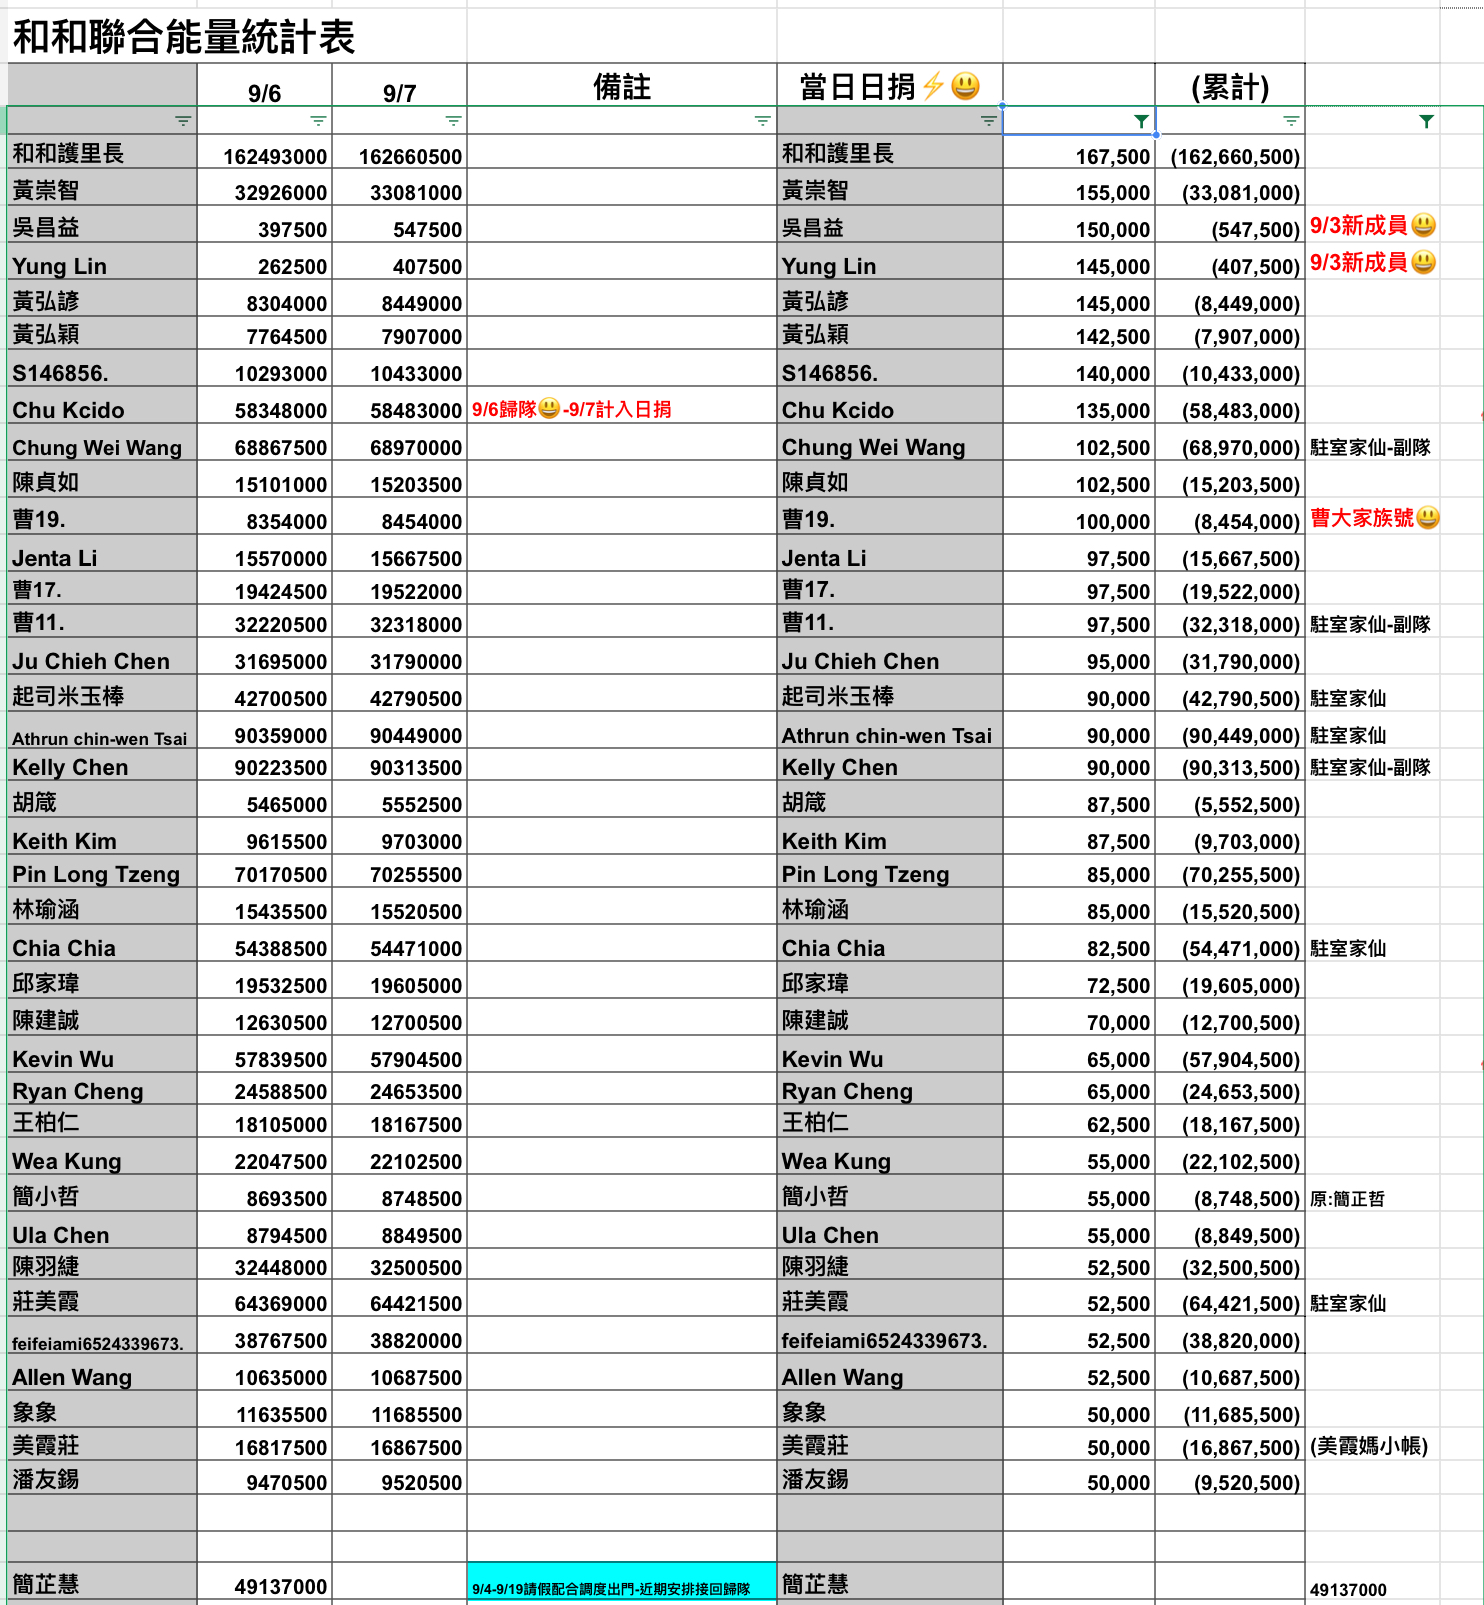 和和聯合能量統計表
9/6 9/7 備註 當日日捐⚡😃 (累計)
和和護里長 162493000 162660500 和和護里長 167,500 (162,660,500)
黃崇智 32926000 33081000 黃崇智 155,000 (33,081,000)
吳昌益 397500 547500 吳昌益 150,000 (547,500) 9/3新成員😃
Yung Lin 262500 407500 Yung Lin 145,000 (407,500) 9/3新成員😃
黃弘諺 8304000 8449000 黃弘諺 145,000 (8,449,000)
黃弘穎 7764500 7907000 黃弘穎 142,500 (7,907,000)
S146856. 10293000 10433000 S146856. 140,000 (10,433,000)
Chu Kcido 58348000 58483000 9/6歸隊😃-9/7計入日捐 Chu Kcido 135,000 (58,483,000)
Chung Wei Wang 68867500 68970000 Chung Wei Wang 102,500 (68,970,000) 駐室家仙-副隊
陳貞如 15101000 15203500 陳貞如 102,500 (15,203,500)
曹19. 8354000 8454000 曹19. 100,000 (8,454,000) 曹大家族號😃
Jenta Li 15570000 15667500 Jenta Li 97,500 (15,667,500)
曹17. 19424500 19522000 曹17. 97,500 (19,522,000)
曹11. 32220500 32318000 曹11. 97,500 (32,318,000) 駐室家仙-副隊
Ju Chieh Chen 31695000 31790000 Ju Chieh Chen 95,000 (31,790,000)
起司米玉棒 42700500 42790500 起司米玉棒 90,000 (42,790,500) 駐室家仙
Athrun chin-wen Tsai 90359000 90449000 Athrun chin-wen Tsai 90,000 (90,449,000) 駐室家仙
Kelly Chen 90223500 90313500 Kelly Chen 90,000 (90,313,500) 駐室家仙-副隊
胡箴 5465000 5552500 胡箴 87,500 (5,552,500)
Keith Kim 9615500 9703000 Keith Kim 87,500 (9,703,000)
Pin Long Tzeng 70170500 70255500 Pin Long Tzeng 85,000 (70,255,500)
林瑜涵 15435500 15520500 林瑜涵 85,000 (15,520,500)
Chia Chia 54388500 54471000 Chia Chia 82,500 (54,471,000) 駐室家仙
邱家瑋 19532500 19605000 邱家瑋 72,500 (19,605,000)
陳建誠 12630500 12700500 陳建誠 70,000 (12,700,500)
Kevin Wu 57839500 57904500 Kevin Wu 65,000 (57,904,500)
Ryan Cheng 24588500 24653500 Ryan Cheng 65,000 (24,653,500)
王柏仁 18105000 18167500 王柏仁 62,500 (18,167,500)
Wea Kung 22047500 22102500 Wea Kung 55,000 (22,102,500)
簡小哲 8693500 8748500 簡小哲 55,000 (8,748,500) 原:簡正哲
Ula Chen 8794500 8849500 Ula Chen 55,000 (8,849,500)
陳羽緁 32448000 32500500 陳羽緁 52,500 (32,500,500)
莊美霞 64369000 64421500 莊美霞 52,500 (64,421,500) 駐室家仙
feifeiami6524339673. 38767500 38820000 feifeiami6524339673. 52,500 (38,820,000)
Allen Wang 10635000 10687500 Allen Wang 52,500 (10,687,500)
象象 11635500 11685500 象象 50,000 (11,685,500)
美霞莊 16817500 16867500 美霞莊 50,000 (16,867,500) (美霞媽小帳)
潘友錫 9470500 9520500 潘友錫 50,000 (9,520,500)
簡芷慧 49137000 9/4-9/19請假配合調度出門-近期安排接回歸隊 簡芷慧 49137000